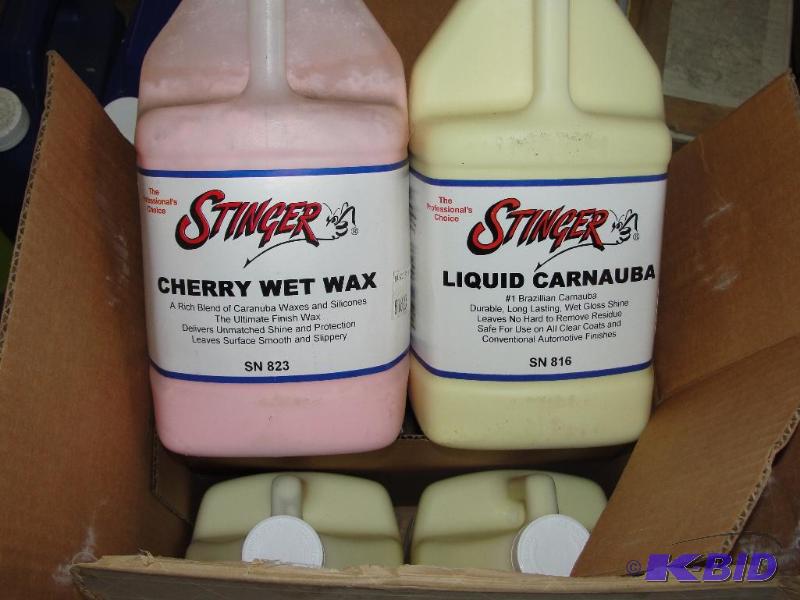 The
Professional's
Choice
STINGER
®
CHERRY WET WAX
A Rich Blend of Caranuba Waxes and Silicones
The Ultimate Finish Wax
Delivers Unmatched Shine and Protection
Leaves Surface Smooth and Slippery
SN 823
The
Professional's
Choice
STINGER
®
LIQUID CARNAUBA
#1 Brazillian Carnauba
Durable, Long Lasting, Wet Gloss Shine
Leaves No Hard to Remove Residue
Safe For Use on All Clear Coats and
Conventional Automotive Finishes
SN 816
© K-BID